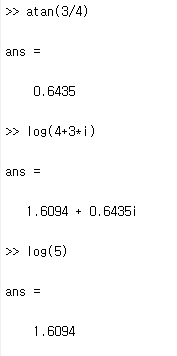 >> atan(3/4)
ans =
0.6435
>> log(4+3*i)
ans =
1.6094 + 0.6435i
>> log(5)
ans =
1.6094